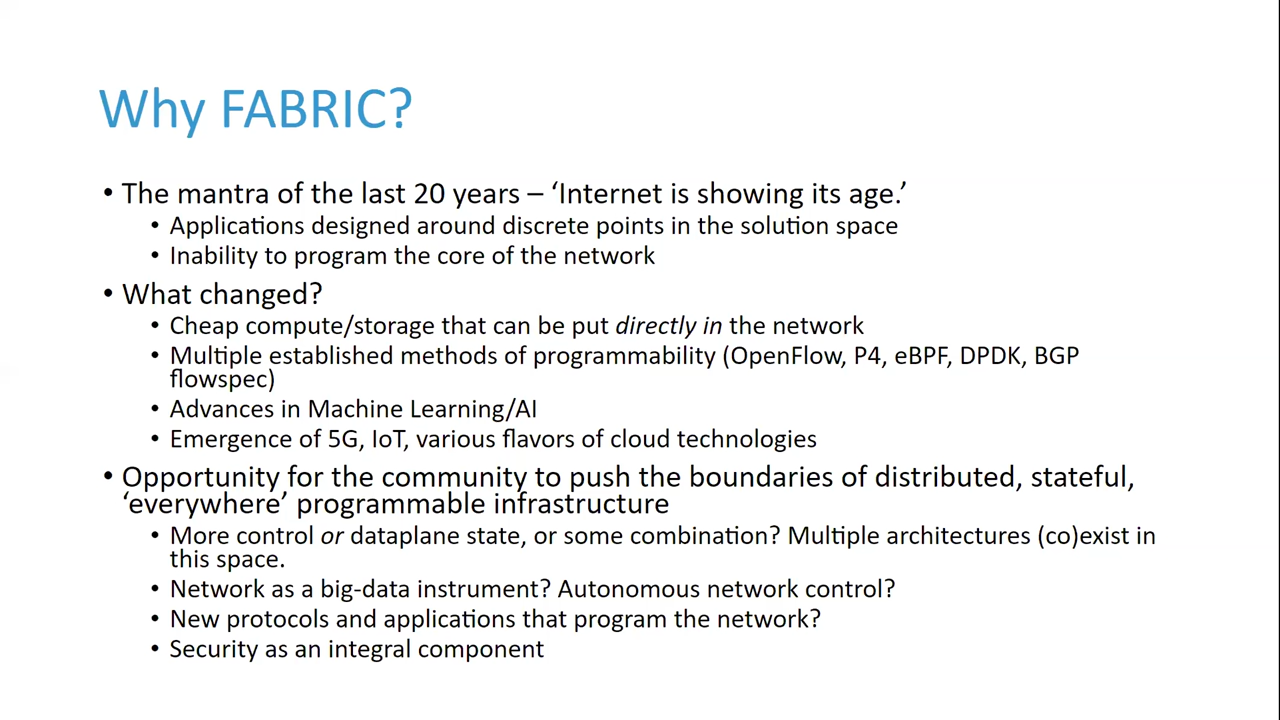 Why FABRIC?
• The mantra of the last 20 years – ‘Internet is showing its age.’
• Applications designed around discrete points in the solution space
• Inability to program the core of the network
• What changed?
• Cheap compute/storage that can be put directly in the network
• Multiple established methods of programmability (OpenFlow, P4, eBPF, DPDK, BGP
flowspec)
• Advances in Machine Learning/AI
• Emergence of 5G, IoT, various flavors of cloud technologies
• Opportunity for the community to push the boundaries of distributed, stateful,
‘everywhere’ programmable infrastructure
• More control or dataplane state, or some combination? Multiple architectures (co)exist in
this space.
• Network as a big-data instrument? Autonomous network control?
• New protocols and applications that program the network?
• Security as an integral component